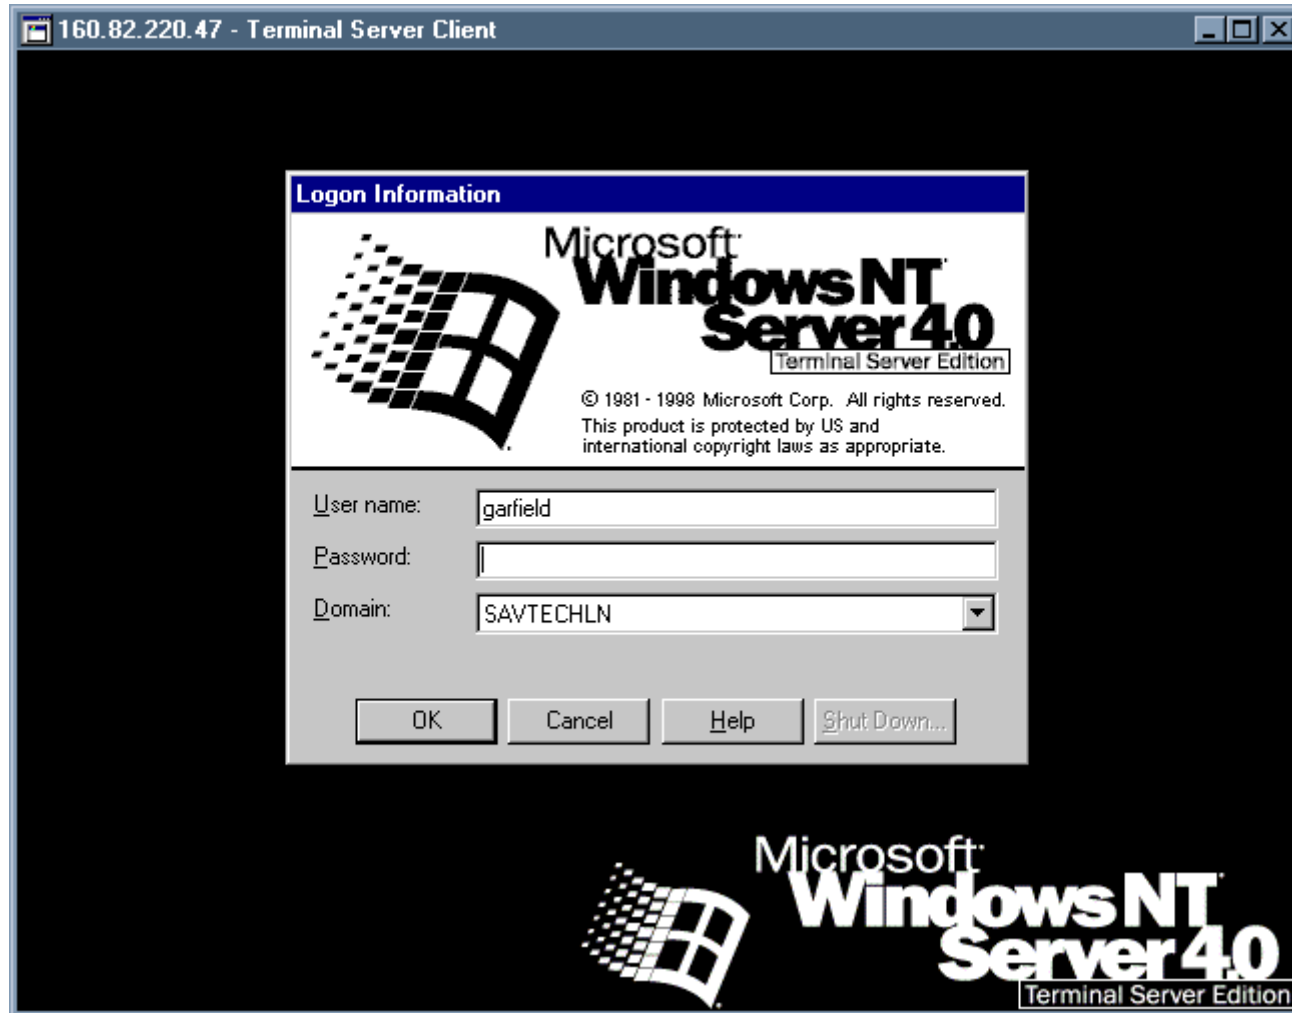 160.82.220.47 - Terminal Server Client
Logon Information
Microsoft
Windows NT
Server 4.0
Terminal Server Edition
© 1981 - 1998 Microsoft Corp. All rights reserved.
This product is protected by US and
international copyright laws as appropriate.
User name: garfield
Password:
Domain: SAVTECHLN
OK Cancel Help Shut Down...
Microsoft
Windows NT
Server 4.0
Terminal Server Edition